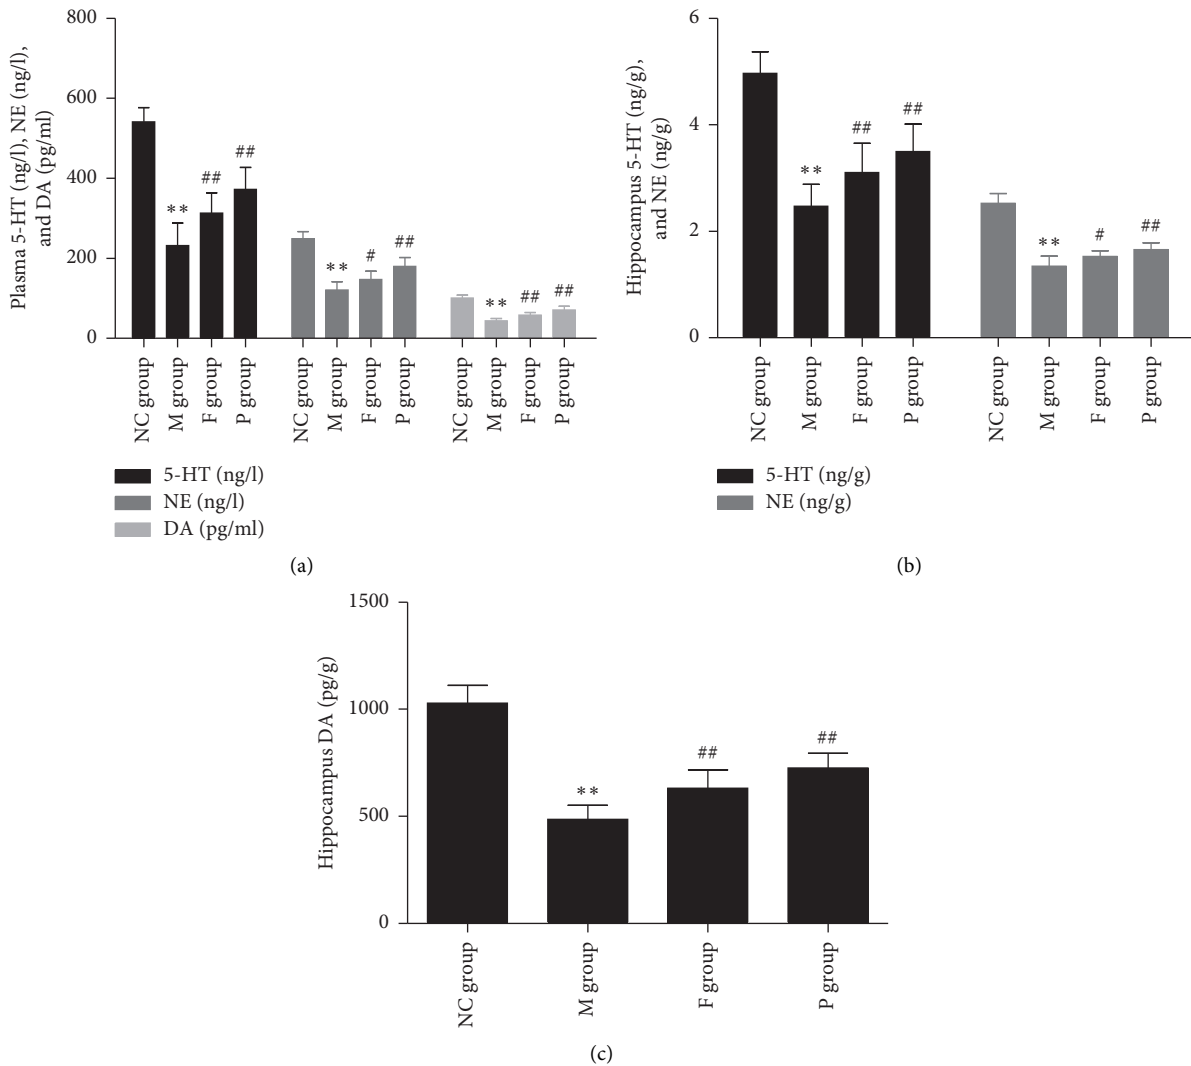 Plasma 5-HT (ng/l), NE (ng/l),
and DA (pg/ml)
800
600
400
200
0
**
##
##
**
#
##
**
##
##
NC group
M group
F group
P group
NC group
M group
F group
P group
NC group
M group
F group
P group
5-HT (ng/l)
NE (ng/l)
DA (pg/ml)
(a)
Hippocampus 5-HT (ng/g),
and NE (ng/g)
6
4
2
0
**
##
##
**
#
##
NC group
M group
F group
P group
NC group
M group
F group
P group
5-HT (ng/g)
NE (ng/g)
(b)
Hippocampus DA (pg/g)
1500
1000
500
0
**
##
##
NC group
M group
F group
P group
(c)